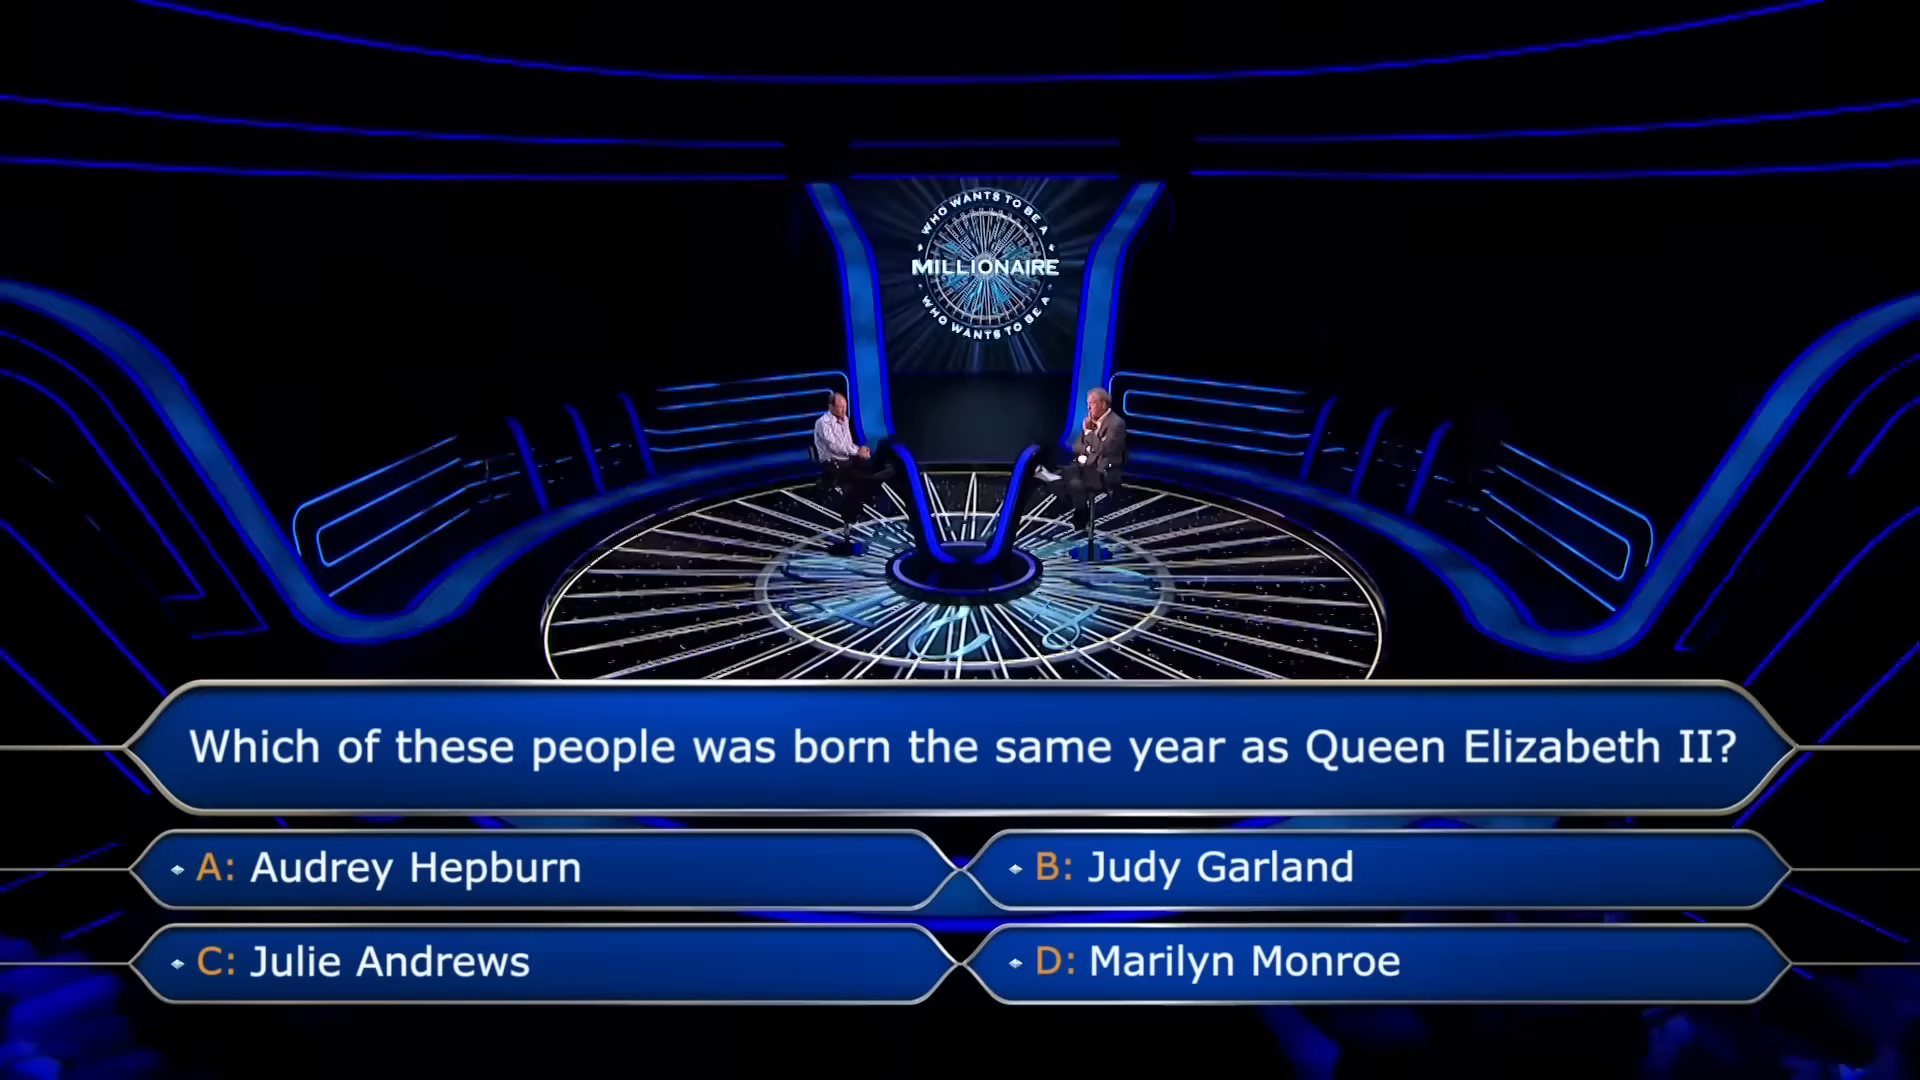 WHO WANTS TO BE A
MILLIONAIRE
WHO WANTS TO BE A
Which of these people was born the same year as Queen Elizabeth II?
A: Audrey Hepburn
B: Judy Garland
C: Julie Andrews
D: Marilyn Monroe